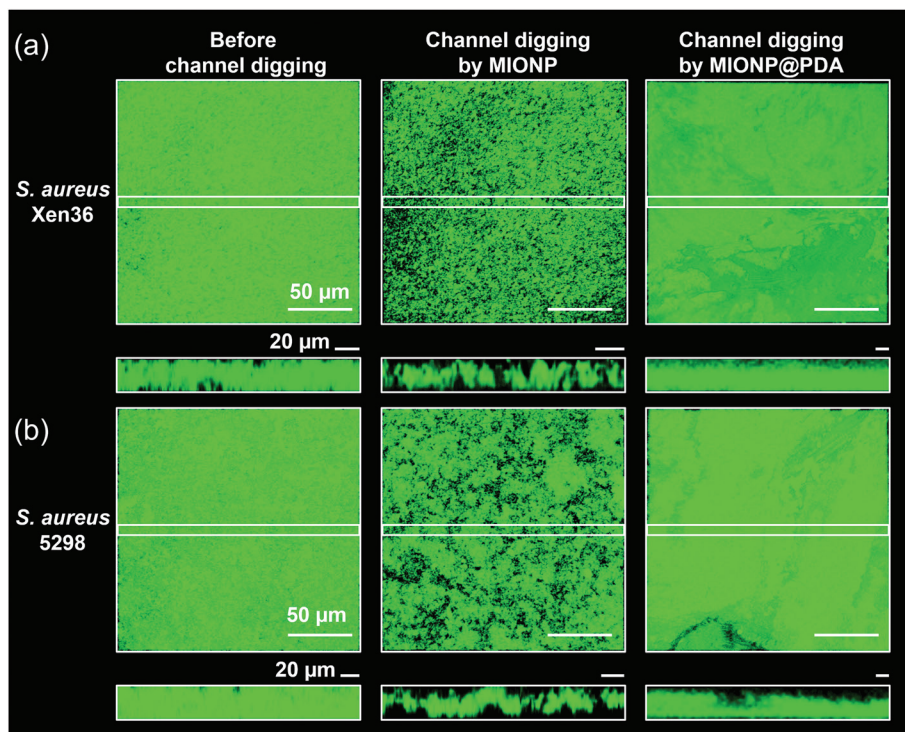 (a)
Before
channel digging
Channel digging
by MIONP
Channel digging
by MIONP@PDA
S. aureus
Xen36
50 μm
20 μm
(b)
S. aureus
5298
50 μm
20 μm